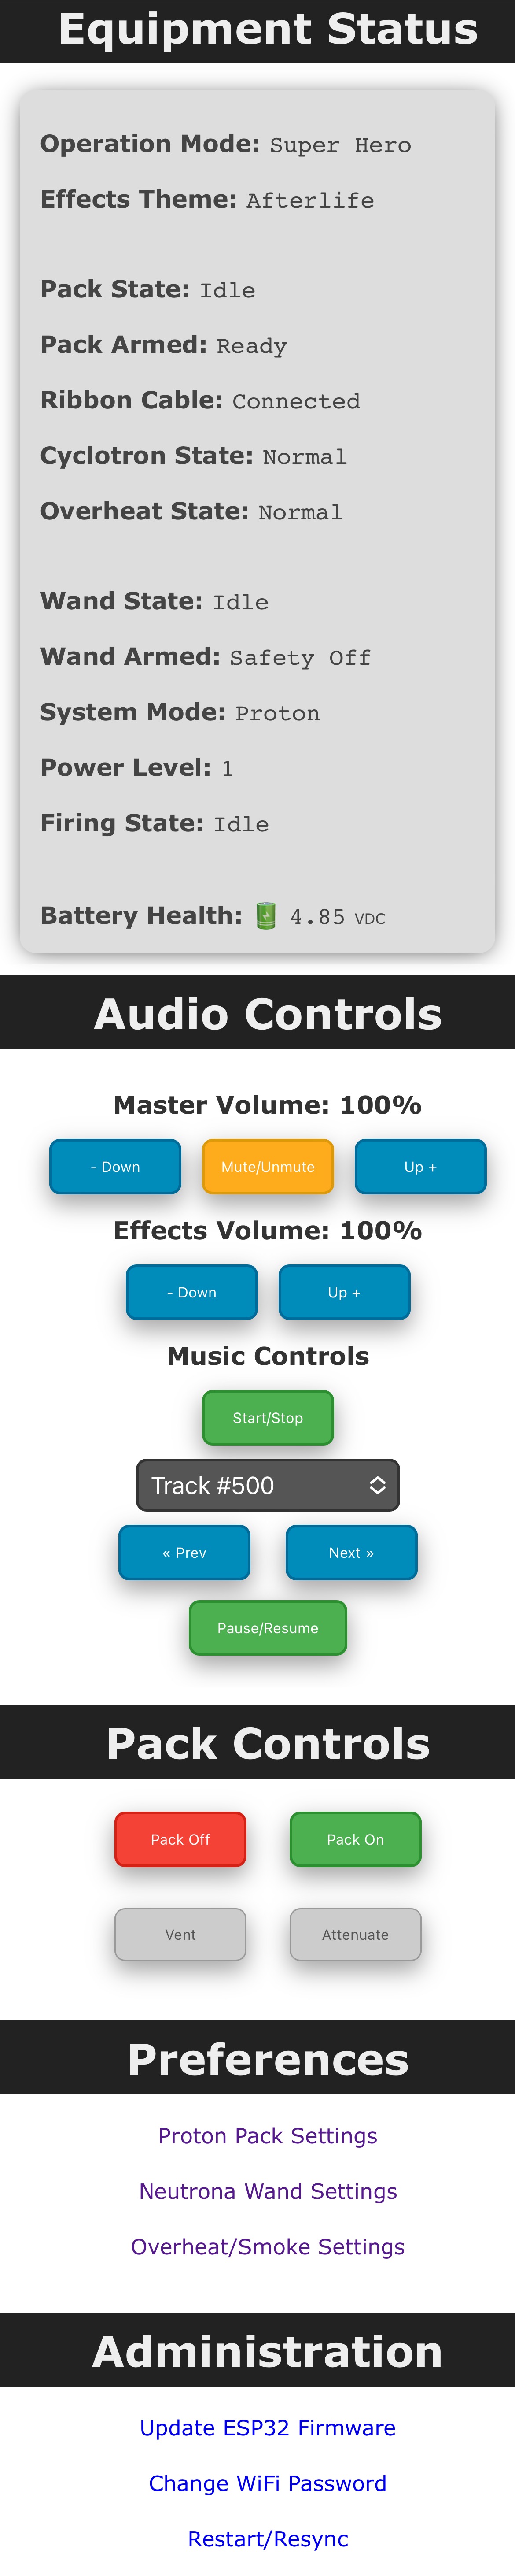 Equipment Status
Operation Mode: Super Hero
Effects Theme: Afterlife
Pack State: Idle
Pack Armed: Ready
Ribbon Cable: Connected
Cyclotron State: Normal
Overheat State: Normal
Wand State: Idle
Wand Armed: Safety Off
System Mode: Proton
Power Level: 1
Firing State: Idle
Battery Health: 4.85 VDC
Audio Controls
Master Volume: 100%
- Down Mute/Unmute Up +
Effects Volume: 100%
- Down Up +
Music Controls
Start/Stop
Track #500
« Prev Next »
Pause/Resume
Pack Controls
Pack Off Pack On
Vent Attenuate
Preferences
Proton Pack Settings
Neutrona Wand Settings
Overheat/Smoke Settings
Administration
Update ESP32 Firmware
Change WiFi Password
Restart/Resync